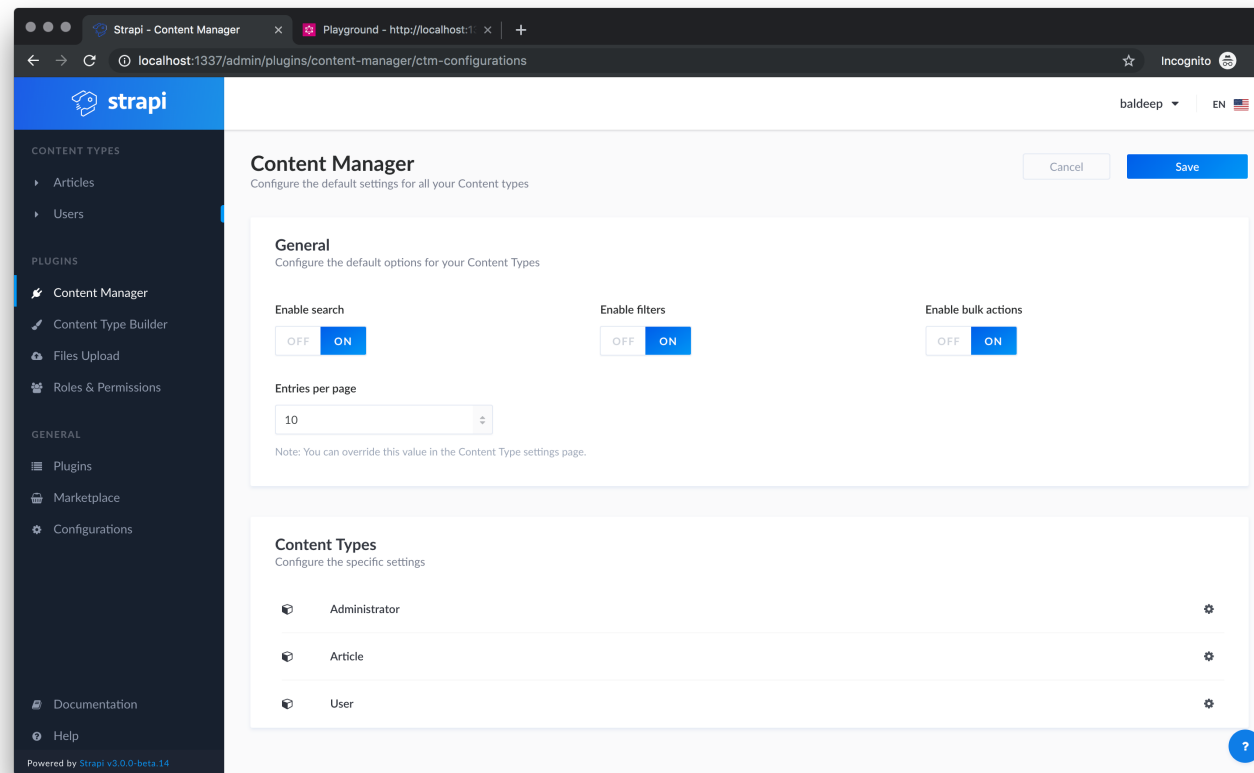 Strapi - Content Manager
Playground - http://localhost:1
localhost:1337/admin/plugins/content-manager/ctm-configurations
Incognito
strapi
baldeep
EN
CONTENT TYPES
Articles
Users
PLUGINS
Content Manager
Content Type Builder
Files Upload
Roles & Permissions
GENERAL
Plugins
Marketplace
Configurations
Documentation
Help
Powered by Strapi v3.0.0-beta.14
Content Manager
Configure the default settings for all your Content types
Cancel
Save
General
Configure the default options for your Content Types
Enable search
OFF ON
Enable filters
OFF ON
Enable bulk actions
OFF ON
Entries per page
10
Note: You can override this value in the Content Type settings page.
Content Types
Configure the specific settings
Administrator
Article
User
?